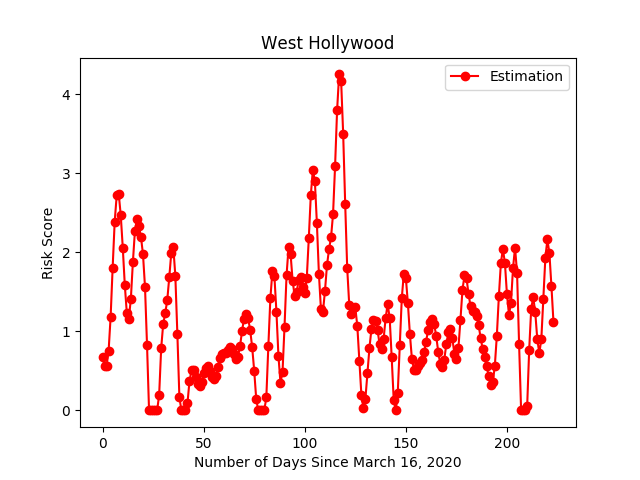 West Hollywood
Estimation
Risk Score
4
3
2
1
0
0 50 100 150 200
Number of Days Since March 16, 2020